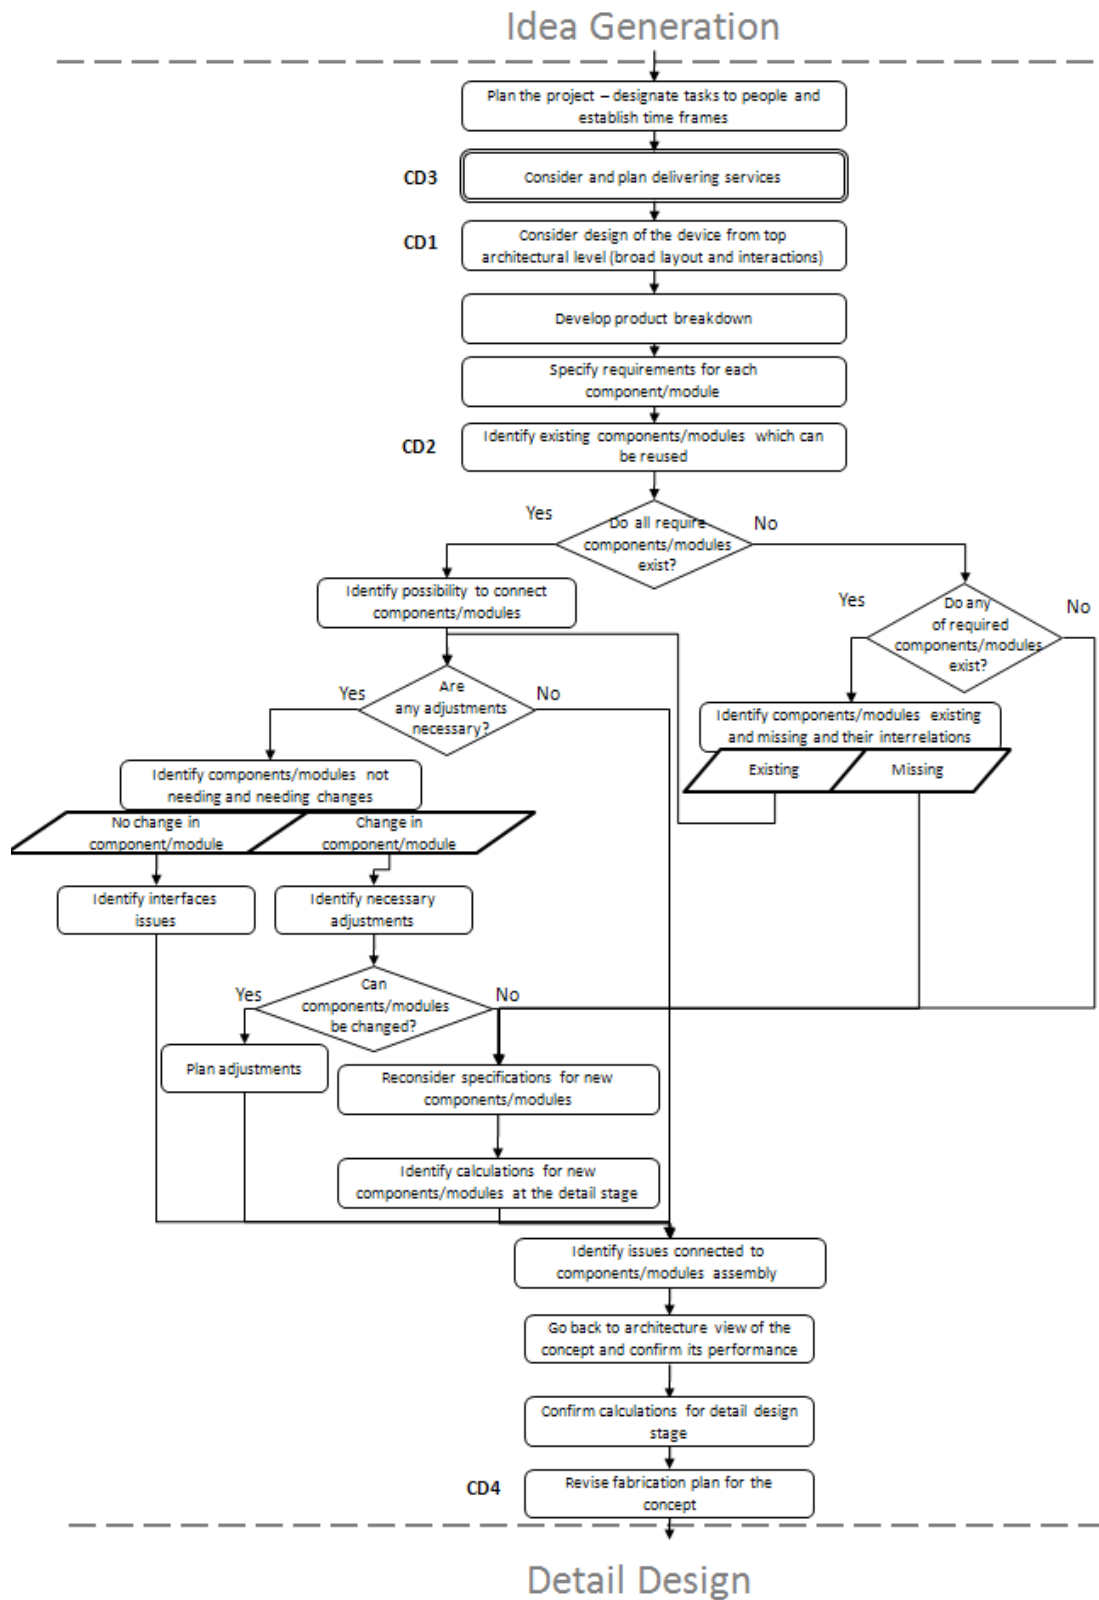 Idea Generation
Plan the project – designate tasks to people and
establish time frames
CD3
Consider and plan delivering services
CD1
Consider design of the device from top
architectural level (broad layout and interactions)
Develop product breakdown
Specify requirements for each
component/module
CD2
Identify existing components/modules which can
be reused
Yes
No
Do all require
components/modules
exist?
Identify possibility to connect
components/modules
Yes
No
Do any
of required
components/modules
exist?
Yes
No
Are
any adjustments
necessary?
Identify components/modules existing
and missing and their interrelations
Existing
Missing
Identify components/modules not
needing and needing changes
No change in
component/module
Change in
component/module
Identify interfaces
issues
Identify necessary
adjustments
Yes
No
Can
components/modules
be changed?
Plan adjustments
Reconsider specifications for new
components/modules
Identify calculations for new
components/modules at the detail stage
Identify issues connected to
components/modules assembly
Go back to architecture view of the
concept and confirm its performance
Confirm calculations for detail design
stage
CD4
Revise fabrication plan for the
concept
Detail Design